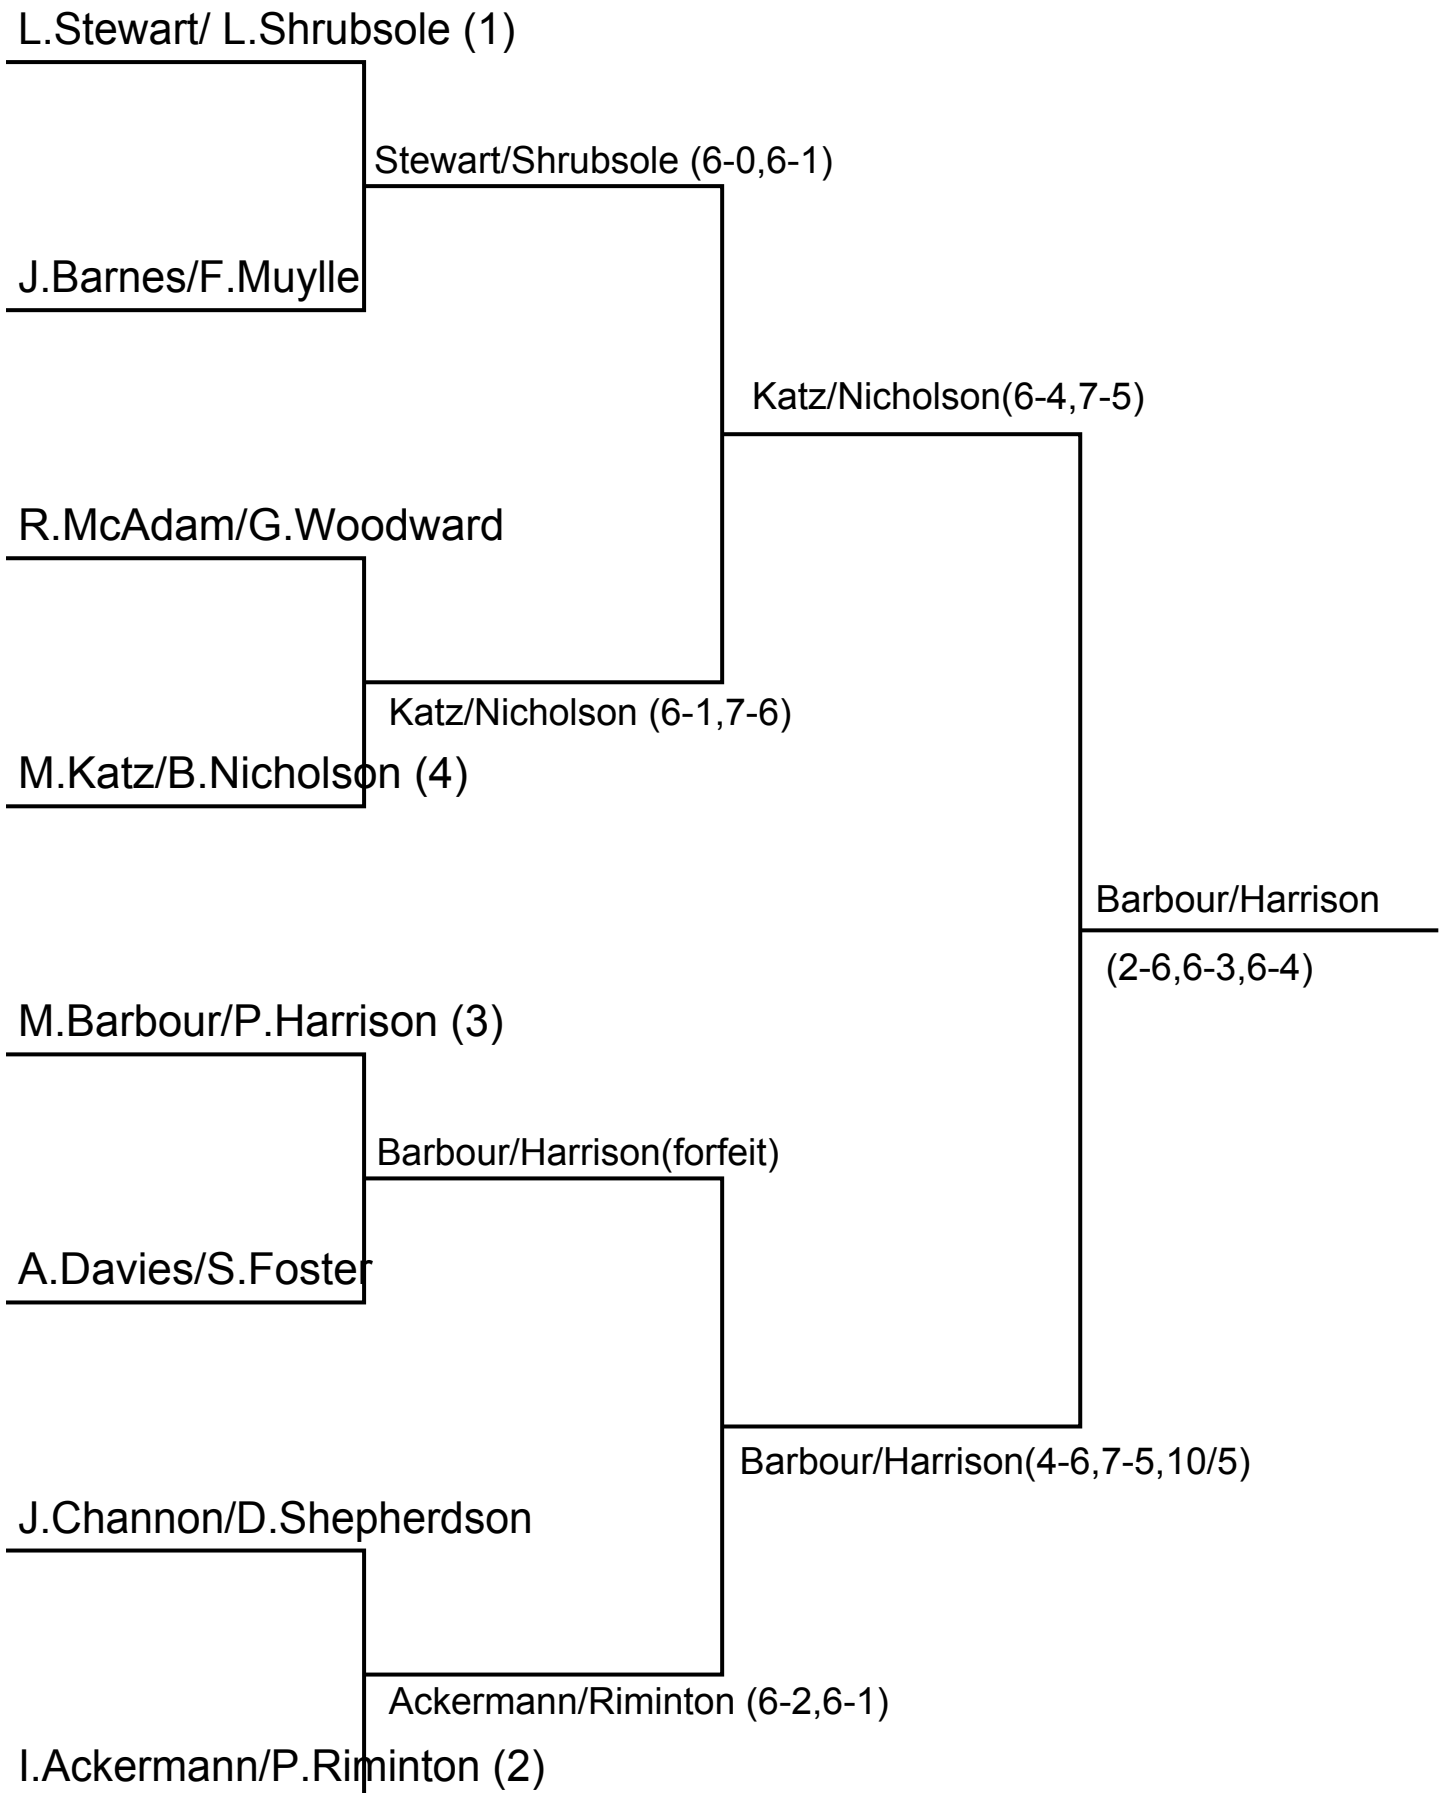 L.Stewart/ L.Shrubsole (1)
Stewart/Shrubsole (6-0,6-1)
J.Barnes/F.Muylle
Katz/Nicholson(6-4,7-5)
R.McAdam/G.Woodward
Katz/Nicholson (6-1,7-6)
M.Katz/B.Nicholson (4)
Barbour/Harrison
(2-6,6-3,6-4)
M.Barbour/P.Harrison (3)
Barbour/Harrison(forfeit)
A.Davies/S.Foster
Barbour/Harrison(4-6,7-5,10/5)
J.Channon/D.Shepherdson
Ackermann/Riminton (6-2,6-1)
I.Ackermann/P.Riminton (2)